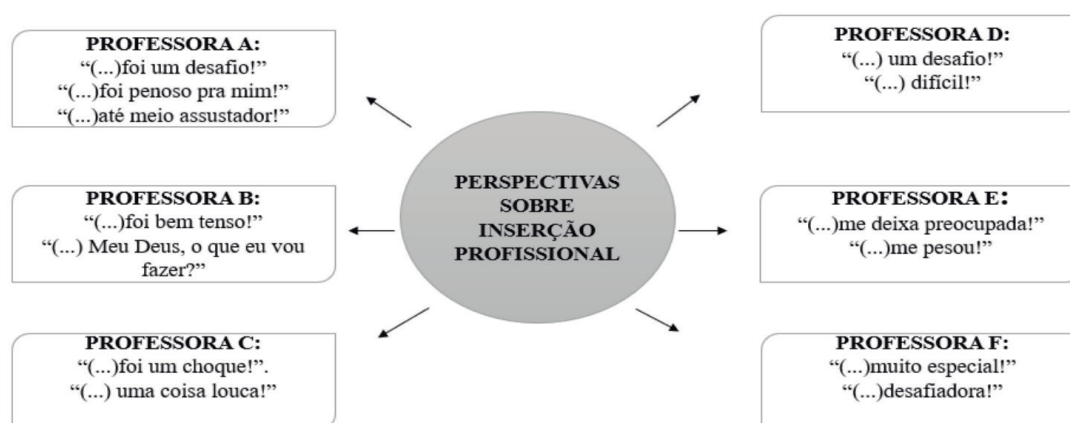 PROFESSORA A:
“(...)foi um desafio!”
“(...)foi penoso pra mim!”
“(...)até meio assustador!”
PROFESSORA B:
“(...)foi bem tenso!”
“(...) Meu Deus, o que eu vou
fazer?”
PROFESSORA C:
“(...)foi um choque!”.
“(...) uma coisa louca!”
PERSPECTIVAS
SOBRE
INSERÇÃO
PROFISSIONAL
PROFESSORA D:
“(...) um desafio!”
“(...) difícil!”
PROFESSORA E:
“(...)me deixa preocupada!”
“(...)me pesou!”
PROFESSORA F:
“(...)muito especial!”
“(...)desafiadora!”